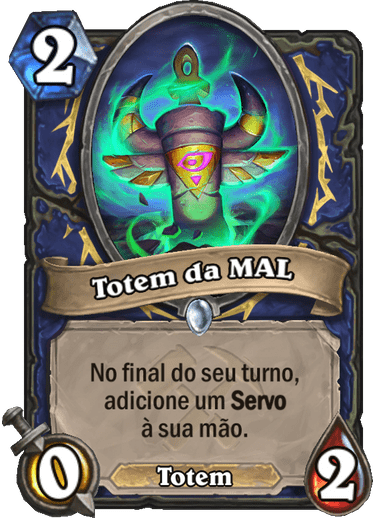 2
Totem da MAL
No final do seu turno,
adicione um Servo
à sua mão.
0
Totem
2